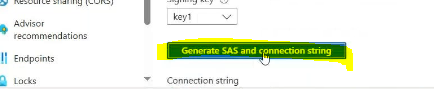 Resource sharing (CORS)
Signing key
key1
Advisor
recommendations
Generate SAS and connection string
Endpoints
Locks
Connection string